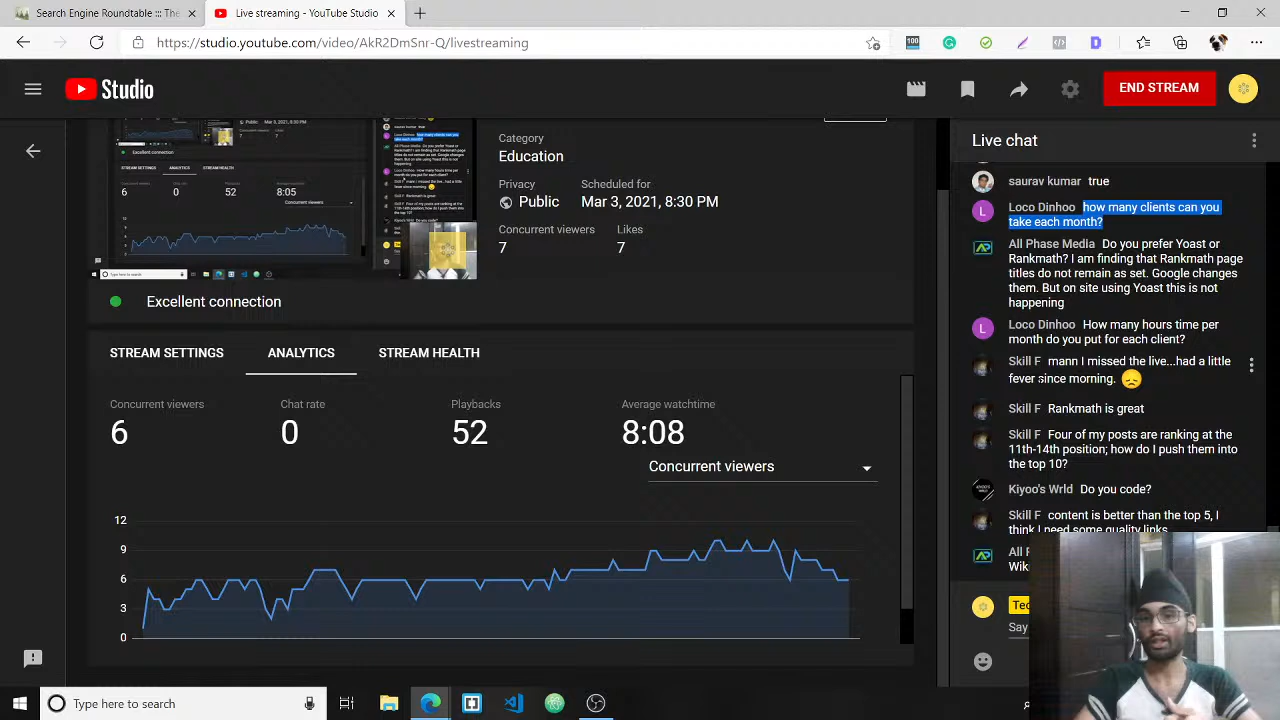 Search Engine Roundtable ::: The
Live streaming - YouTube Studio
https://studio.youtube.com/video/AkR2DmSnr-Q/livestreaming
100
Studio
END STREAM
Category
Education
Privacy
Public
Scheduled for
Mar 3, 2021, 8:30 PM
Concurrent viewers
7
Likes
7
Excellent connection
STREAM SETTINGS
ANALYTICS
STREAM HEALTH
Concurrent viewers
6
Chat rate
0
Playbacks
52
Average watchtime
8:08
Concurrent viewers
12
9
6
3
0
Live chat
saurav kumar
Loco Dinhoo how many clients can you
take each month?
All Phase Media Do you prefer Yoast or
Rankmath? I am finding that Rankmath page
titles do not remain as set. Google changes
them. But on site using Yoast this is not
happening
Loco Dinhoo How many hours time per
month do you put for each client?
Skill F mann I missed the live...had a little
fever since morning.
Skill F Rankmath is great
Skill F Four of my posts are ranking at the
11th-14th position; how do I push them into
the top 10?
Kiyoo's Wrld Do you code?
Skill F content is better than the top 5, I
think I need some quality links
Type here to search